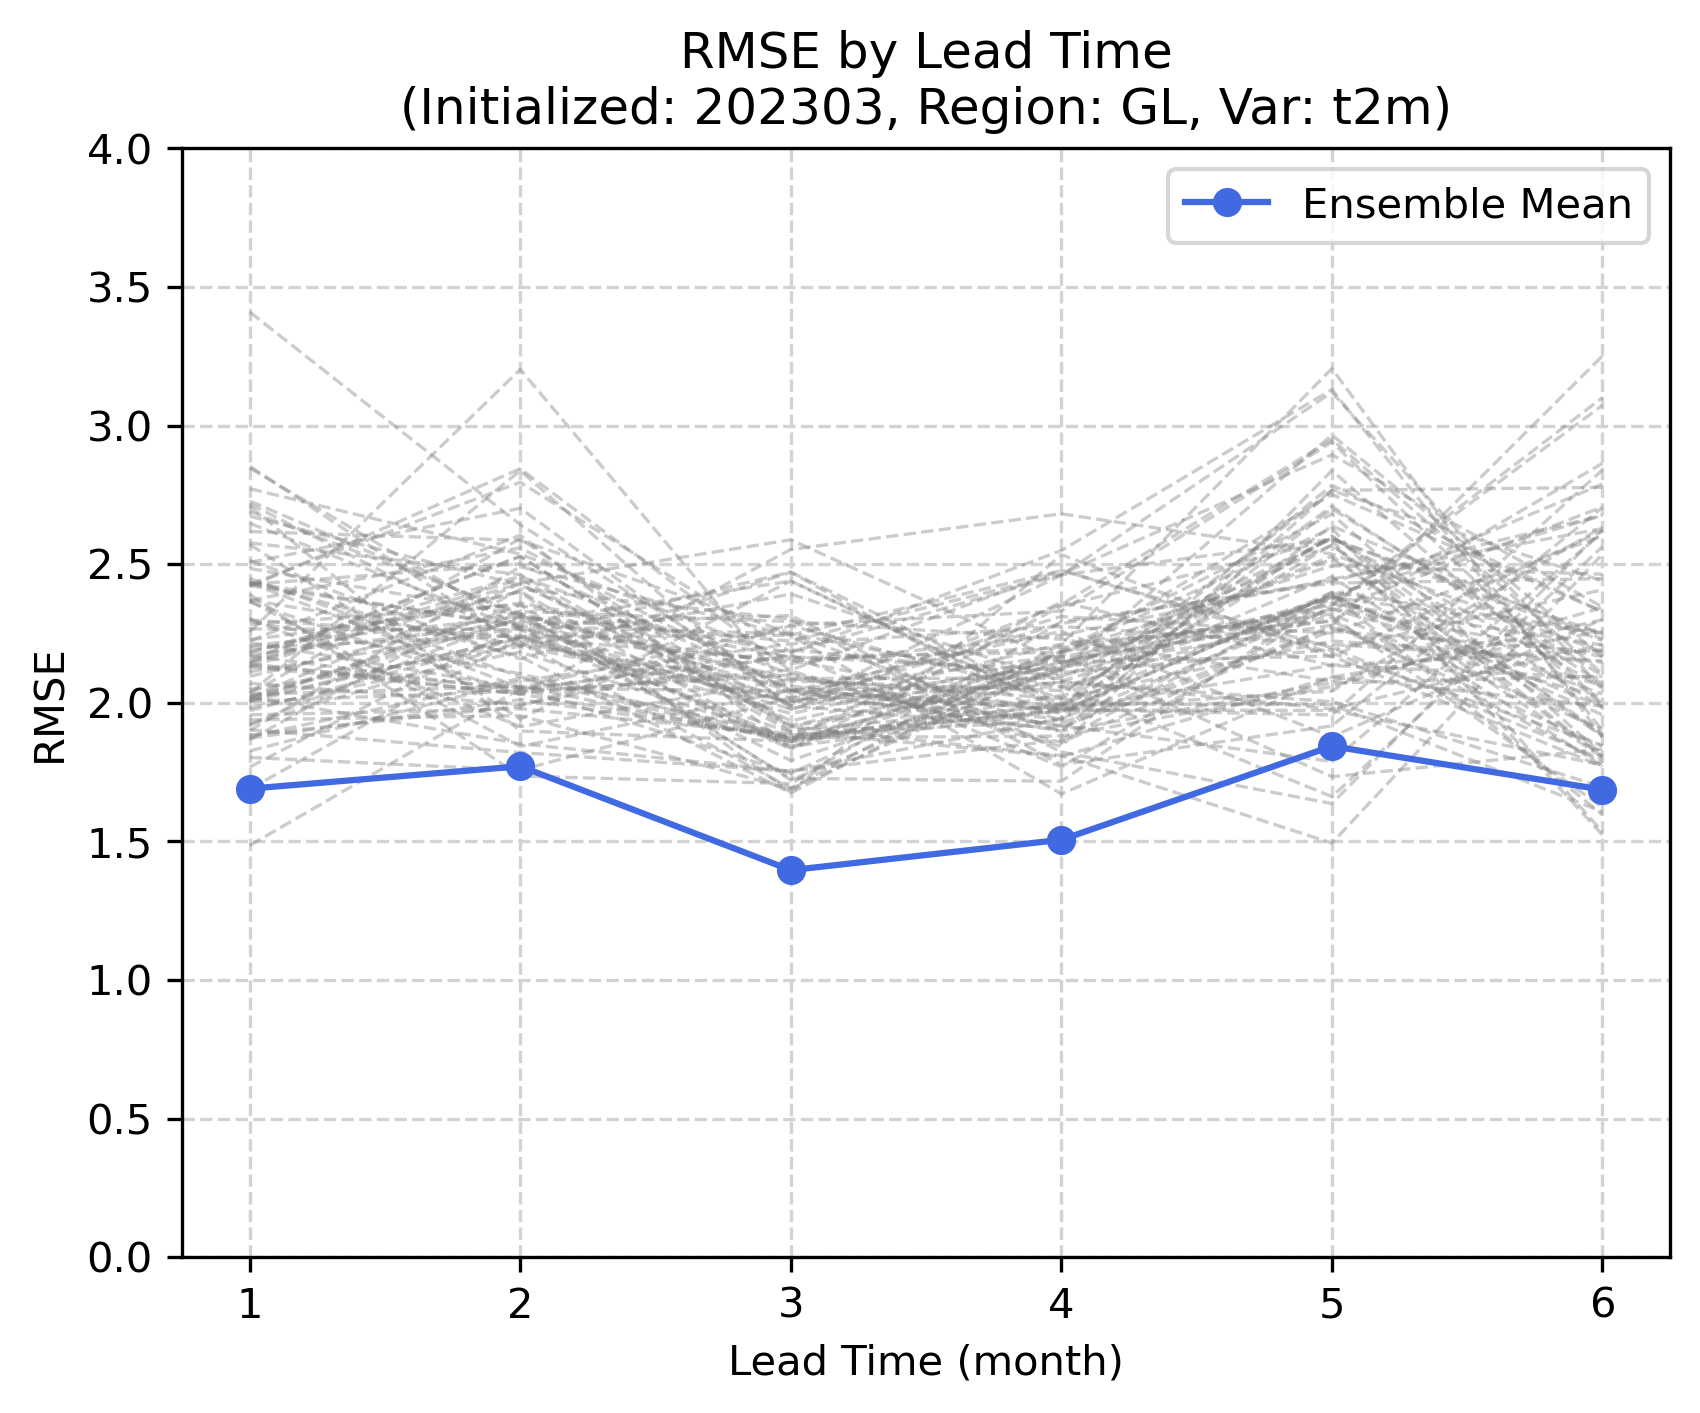 RMSE by Lead Time
(Initialized: 202303, Region: GL, Var: t2m)
Ensemble Mean
4.0
3.5
3.0
2.5
2.0
1.5
1.0
0.5
0.0
RMSE
1 2 3 4 5 6
Lead Time (month)